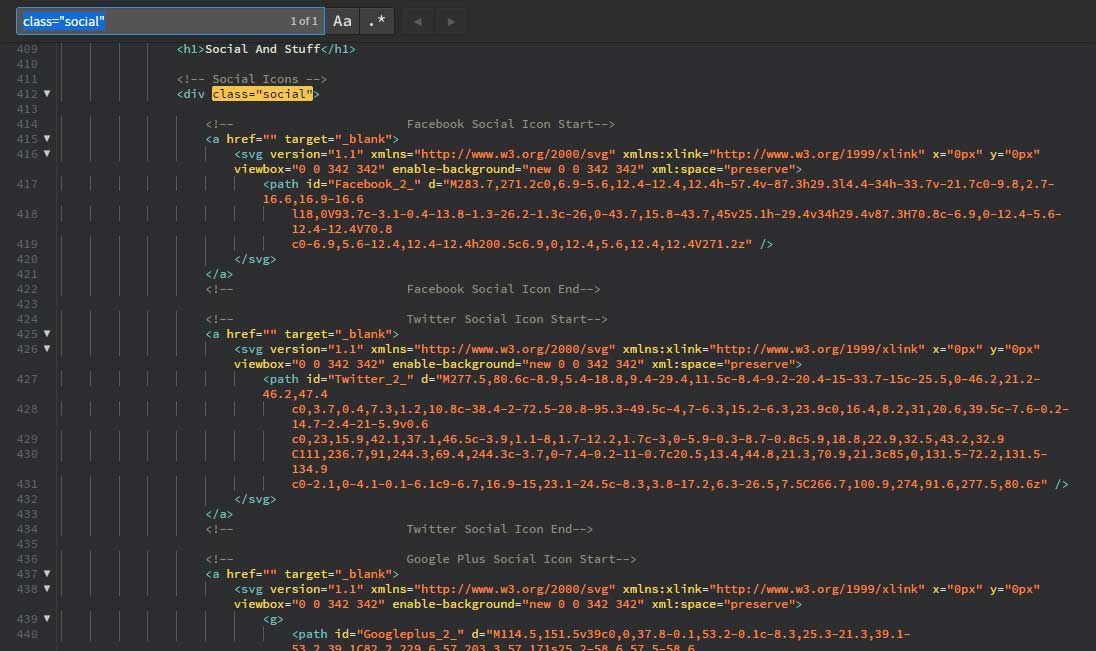 class="social" 1 of 1 Aa .*
409 <h1>Social And Stuff</h1>
410
411 <!-- Social Icons -->
412 <div class="social">
413
414 <!-- Facebook Social Icon Start-->
415 <a href="" target="_blank">
416 <svg version="1.1" xmlns="http://www.w3.org/2000/svg" xmlns:xlink="http://www.w3.org/1999/xlink" x="0px" y="0px"
viewbox="0 0 342 342" enable-background="new 0 0 342 342" xml:space="preserve">
417 <path id="Facebook_2_" d="M283.7,271.2c0,6.9-5.6,12.4-12.4,12.4h-57.4v-87.3h29.3l4.4-34h-33.7v-21.7c0-9.8,2.7-
16.6,16.9-16.6
418 l18,0V93.7c-3.1-0.4-13.8-1.3-26.2-1.3c-26,0-43.7,15.8-43.7,45v25.1h-29.4v34h29.4v87.3H70.8c-6.9,0-12.4-5.6-
12.4-12.4V70.8
419 c0-6.9,5.6-12.4,12.4-12.4h200.5c6.9,0,12.4,5.6,12.4,12.4V271.2z" />
420 </svg>
421 </a>
422 <!-- Facebook Social Icon End-->
423
424 <!-- Twitter Social Icon Start-->
425 <a href="" target="_blank">
426 <svg version="1.1" xmlns="http://www.w3.org/2000/svg" xmlns:xlink="http://www.w3.org/1999/xlink" x="0px" y="0px"
viewbox="0 0 342 342" enable-background="new 0 0 342 342" xml:space="preserve">
427 <path id="Twitter_2_" d="M277.5,80.6c-8.9,5.4-18.8,9.4-29.4,11.5c-8.4-9.2-20.4-15-33.7-15c-25.5,0-46.2,21.2-
46.2,47.4
428 c0,3.7,0.4,7.3,1.2,10.8c-38.4-2-72.5-20.8-95.3-49.5c-4,7-6.3,15.2-6.3,23.9c0,16.4,8.2,31,20.6,39.5c-7.6-0.2-
14.7-2.4-21-5.9v0.6
429 c0,23,15.9,42.1,37.1,46.5c-3.9,1.1-8,1.7-12.2,1.7c-3,0-5.9-0.3-8.7-0.8c5.9,18.8,22.9,32.5,43.2,32.9
430 C111,236.7,91,244.3,69.4,244.3c-3.7,0-7.4-0.2-11-0.7c20.5,13.4,44.8,21.3,70.9,21.3c85,0,131.5-72.2,131.5-
134.9
431 c0-2.1,0-4.1-0.1-6.1c9-6.7,16.9-15,23.1-24.5c-8.3,3.8-17.2,6.3-26.5,7.5C266.7,100.9,274,91.6,277.5,80.6z" />
432 </svg>
433 </a>
434 <!-- Twitter Social Icon End-->
435
436 <!-- Google Plus Social Icon Start-->
437 <a href="" target="_blank">
438 <svg version="1.1" xmlns="http://www.w3.org/2000/svg" xmlns:xlink="http://www.w3.org/1999/xlink" x="0px" y="0px"
viewbox="0 0 342 342" enable-background="new 0 0 342 342" xml:space="preserve">
439 <g>
440 <path id="Googleplus_2_" d="M114.5,151.5v39c0,0,37.8-0.1,53.2-0.1c-8.3,25.3-21.3,39.1-